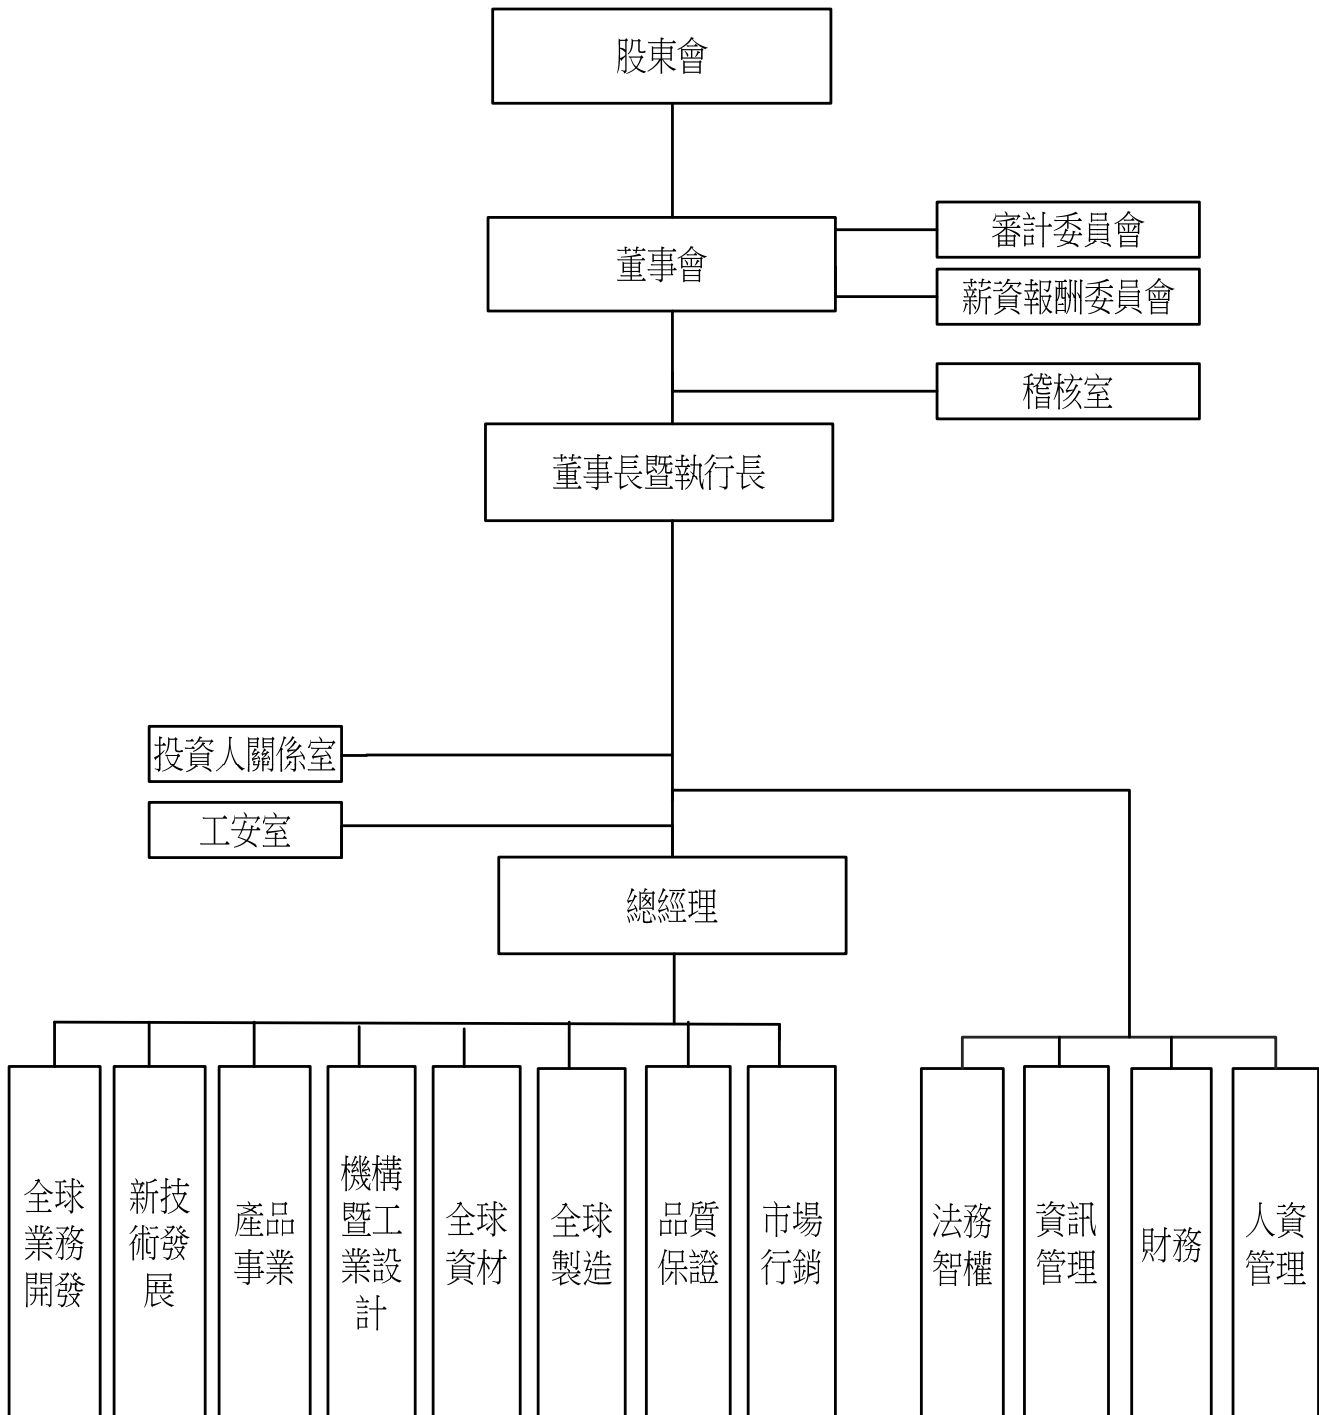 股東會
董事會
審計委員會
薪資報酬委員會
稽核室
董事長暨執行長
投資人關係室
工安室
總經理
全球
業務
開發
新技
術發
展
產品
事業
機構
暨工
業設
計
全球
資材
全球
製造
品質
保證
市場
行銷
法務
智權
資訊
管理
財務
人資
管理